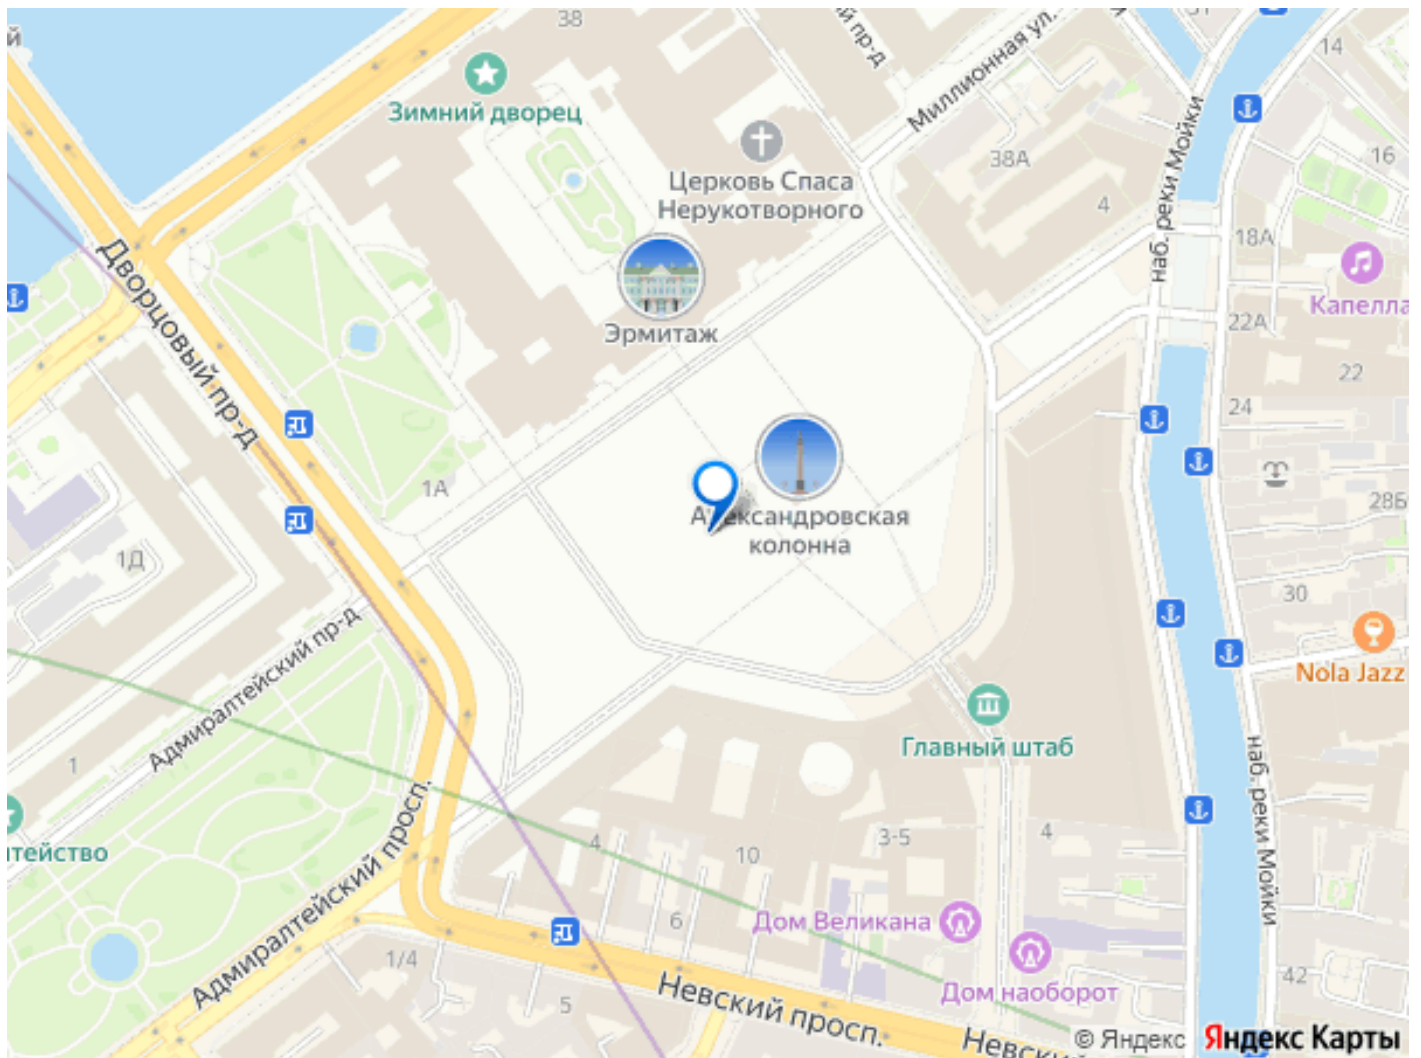 й
38
й пр-д
Миллионная ул.
14
Зимний дворец
наб. реки Мойки
16
38А
Церковь Спаса
Нерукотворного
4
18А
Дворцовый пр-д
Капелла
Эрмитаж
22А
22
24
1А
28Б
Александровская
колонна
1Д
30
Адмиралтейский пр-д
Nola Jazz
1
Главный штаб
наб. реки Мойки
тейство
Адмиралтейский просп.
4
10
3-5
4
Дом Великана
6
1/4
5
Дом наоборот
42
Невский просп.
Невск
© Яндекс
Яндекс Карты